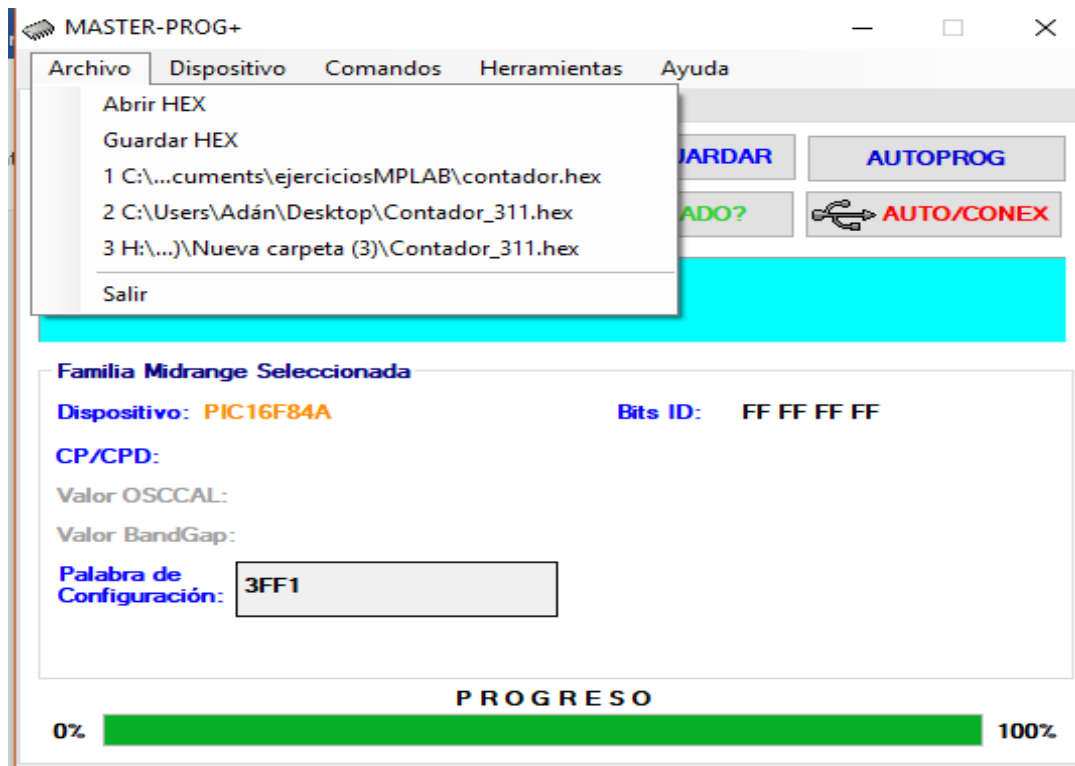 MASTER-PROG+
Archivo Dispositivo Comandos Herramientas Ayuda
Abrir HEX
Guardar HEX
1 C:\...cuments\ejerciciosMPLAB\contador.hex
2 C:\Users\Adán\Desktop\Contador_311.hex
3 H:\...)\Nueva carpeta (3)\Contador_311.hex
Salir
UARDAR AUTOPROG
ADO? AUTO/CONEX
Familia Midrange Seleccionada
Dispositivo: PIC16F84A Bits ID: FF FF FF FF
CP/CPD:
Valor OSCCAL:
Valor BandGap:
Palabra de
Configuración: 3FF1
PROGRESO
0% 100%